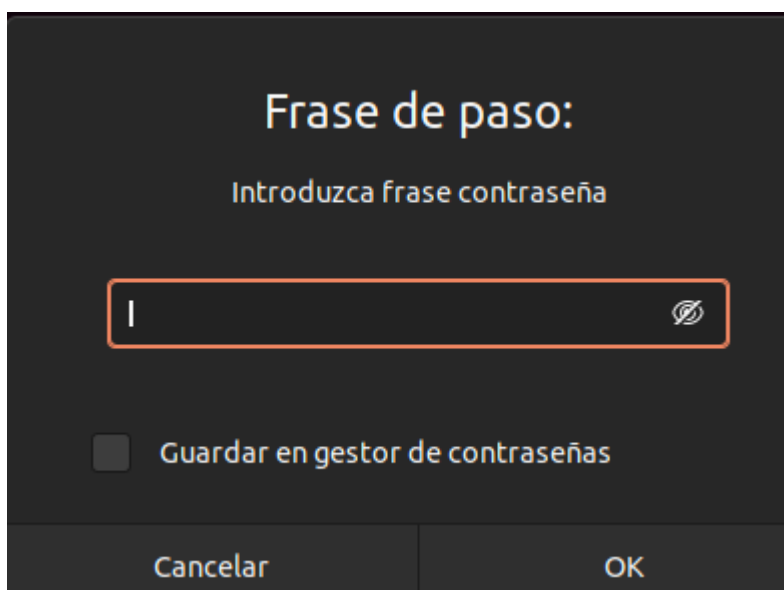 Frase de paso:
Introduzca frase contraseña
Guardar en gestor de contraseñas
Cancelar
OK